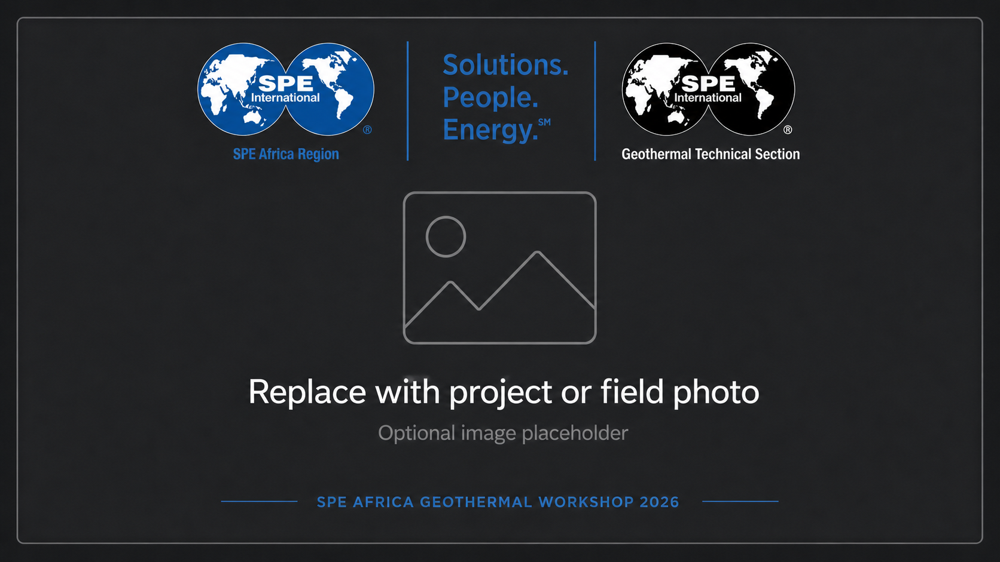 SPE
International
®
SPE Africa Region
Solutions.
People.
Energy.℠
SPE
International
®
Geothermal Technical Section
Replace with project or field photo
Optional image placeholder
SPE AFRICA GEOTHERMAL WORKSHOP 2026